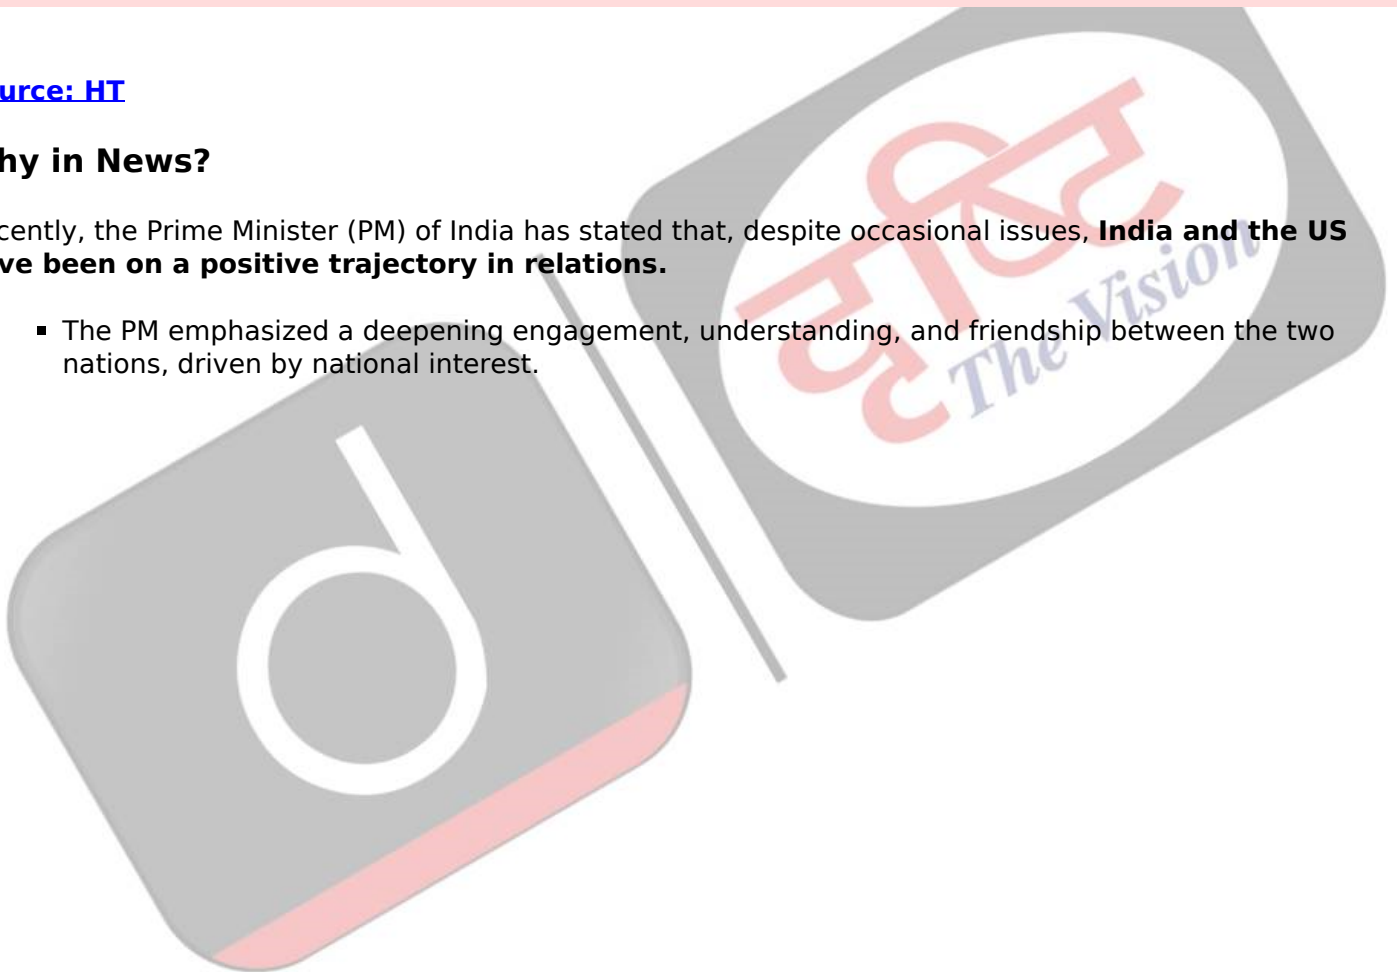 urce: HT
hy in News?
cently, the Prime Minister (PM) of India has stated that, despite occasional issues, India and the US
ve been on a positive trajectory in relations.
The PM emphasized a deepening engagement, understanding, and friendship between the two
nations, driven by national interest.
दृष्टि
The Vision
d